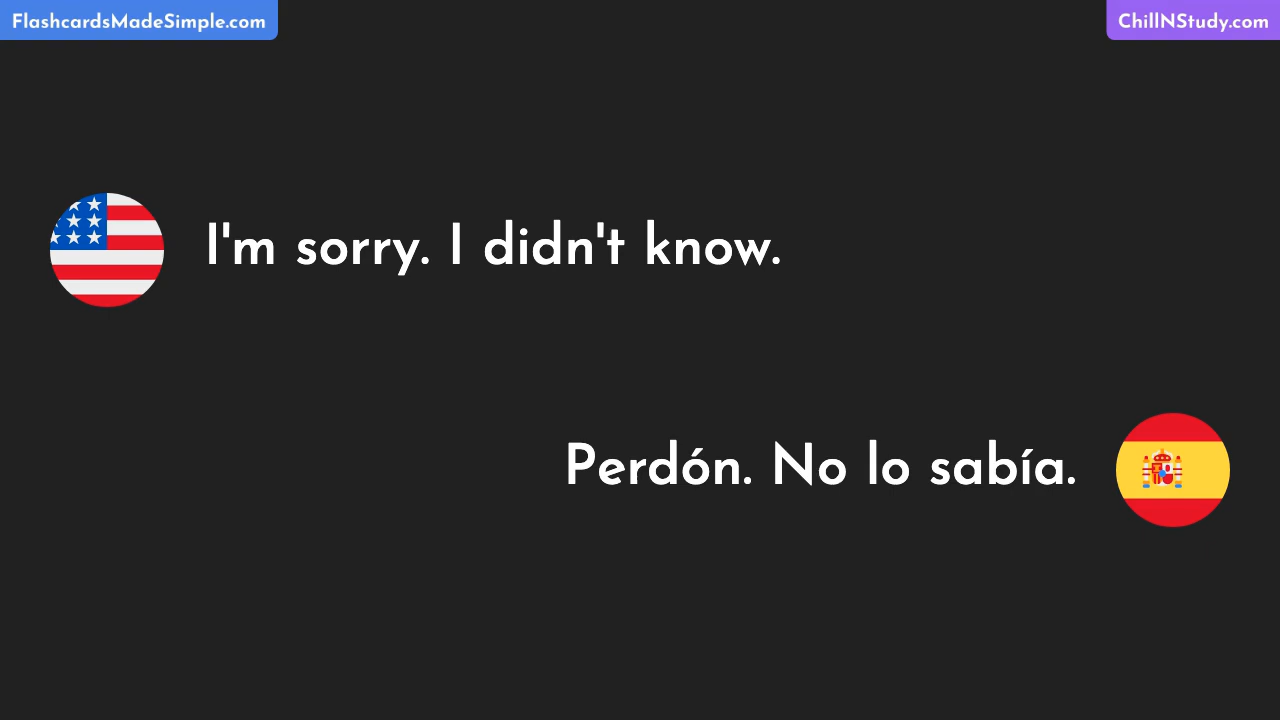 FlashcardsMadeSimple.com
ChillNStudy.com
I'm sorry. I didn't know.
Perdón. No lo sabía.